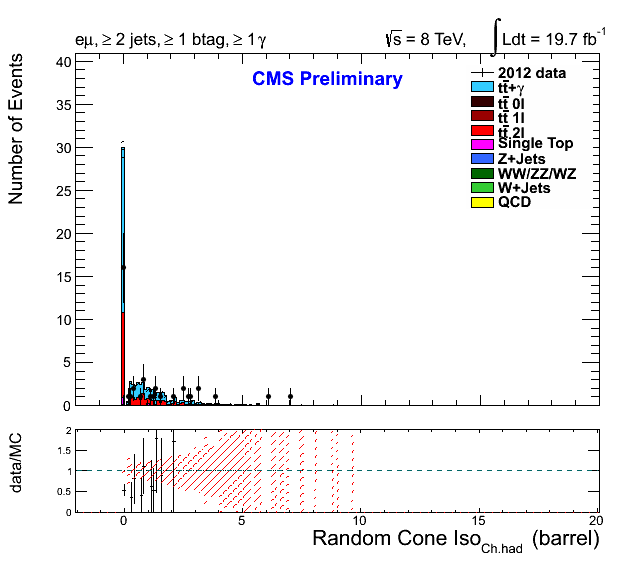 eμ, ≥ 2 jets, ≥ 1 btag, ≥ 1 γ
√s = 8 TeV, ∫ Ldt = 19.7 fb⁻¹
CMS Preliminary
2012 data
tt̄+γ
tt̄ 0l
tt̄ 1l
tt̄ 2l
Single Top
Z+Jets
WW/ZZ/WZ
W+Jets
QCD
Number of Events
40
35
30
25
20
15
10
5
0
data/MC
2
1.5
1
0.5
0
0 5 10 15 20
Random Cone Iso_Ch.had (barrel)